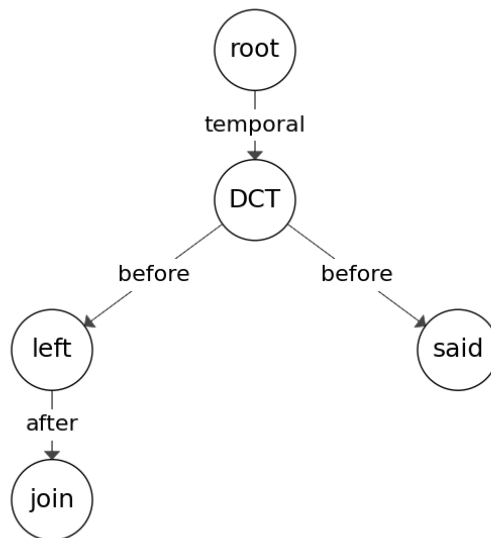 root
temporal
DCT
before before
left said
after
join